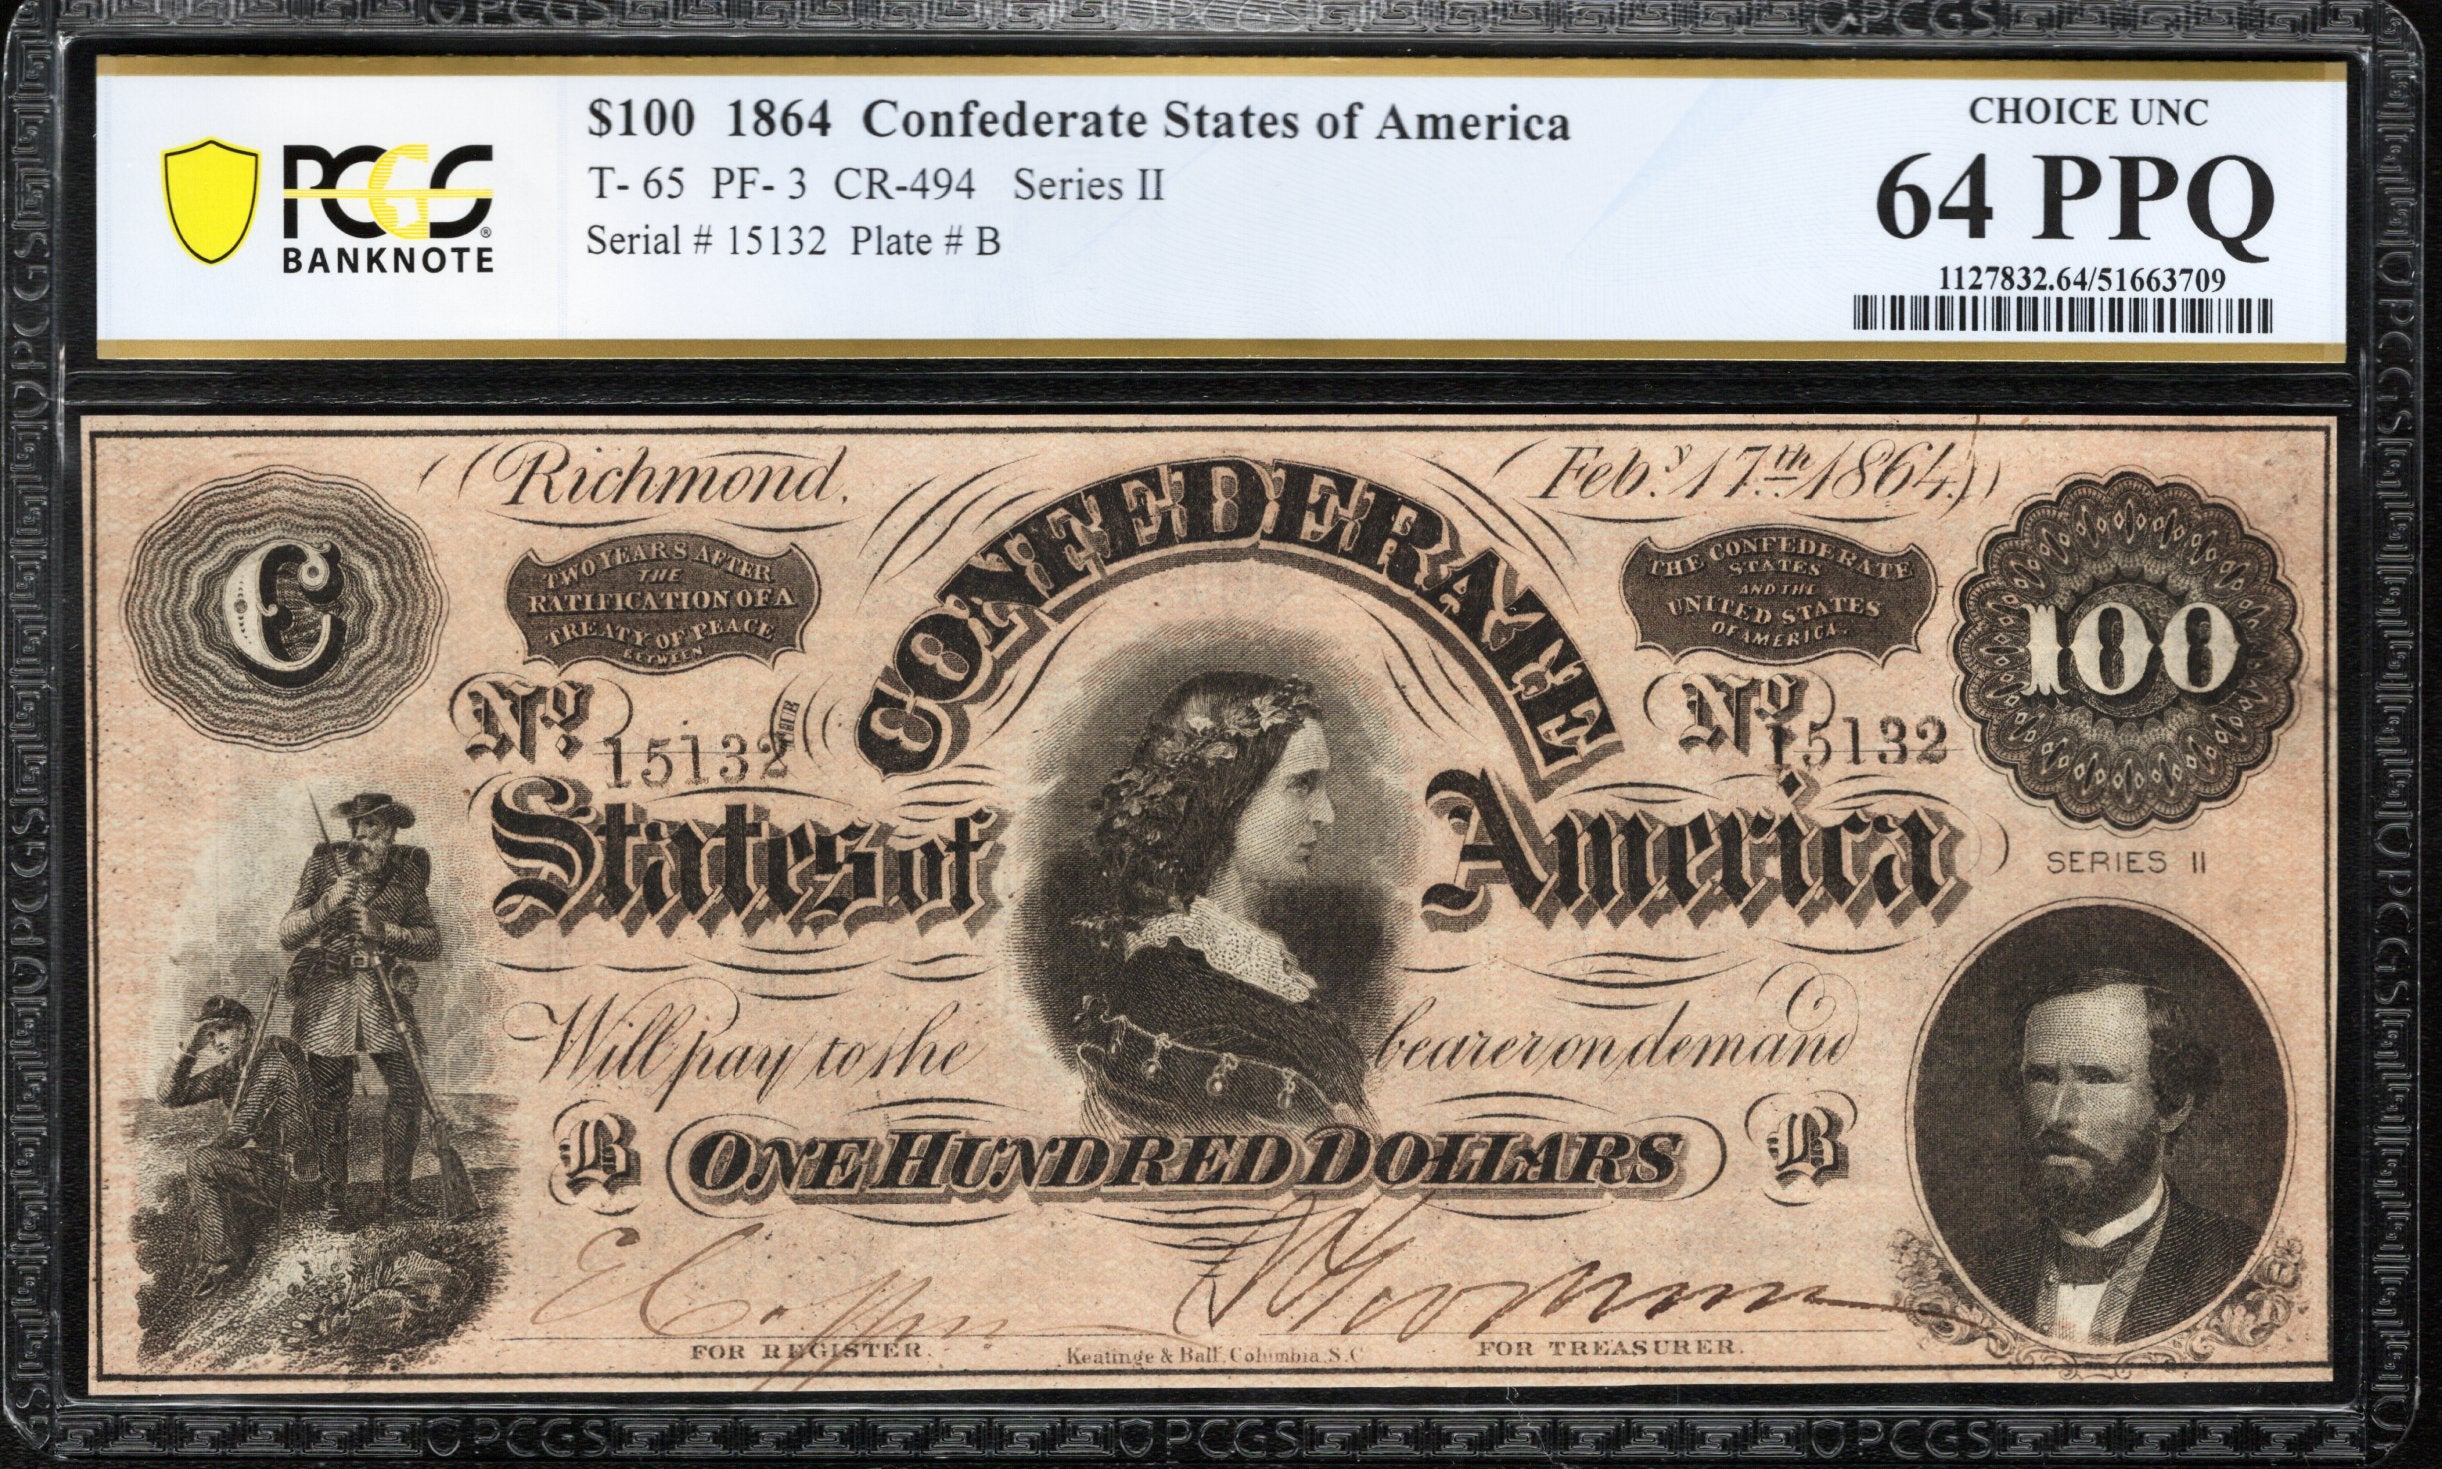 PCGS
BANKNOTE
$100 1864 Confederate States of America
T- 65 PF- 3 CR-494 Series II
Serial # 15132 Plate # B
CHOICE UNC
64 PPQ
1127832.64/51663709
Richmond,
Feb.y 17th 1864.
C
TWO YEARS AFTER
THE
RATIFICATION OF A
TREATY OF PEACE
BETWEEN
THE CONFEDERATE
STATES
AND THE
UNITED STATES
OF AMERICA.
100
No. 15132
THE
CONFEDERATE
No. 15132
States of America
SERIES II
Will pay to the bearer on demand
B ONE HUNDRED DOLLARS B
FOR REGISTER.
Keatinge & Ball, Columbia, S.C.
FOR TREASURER.